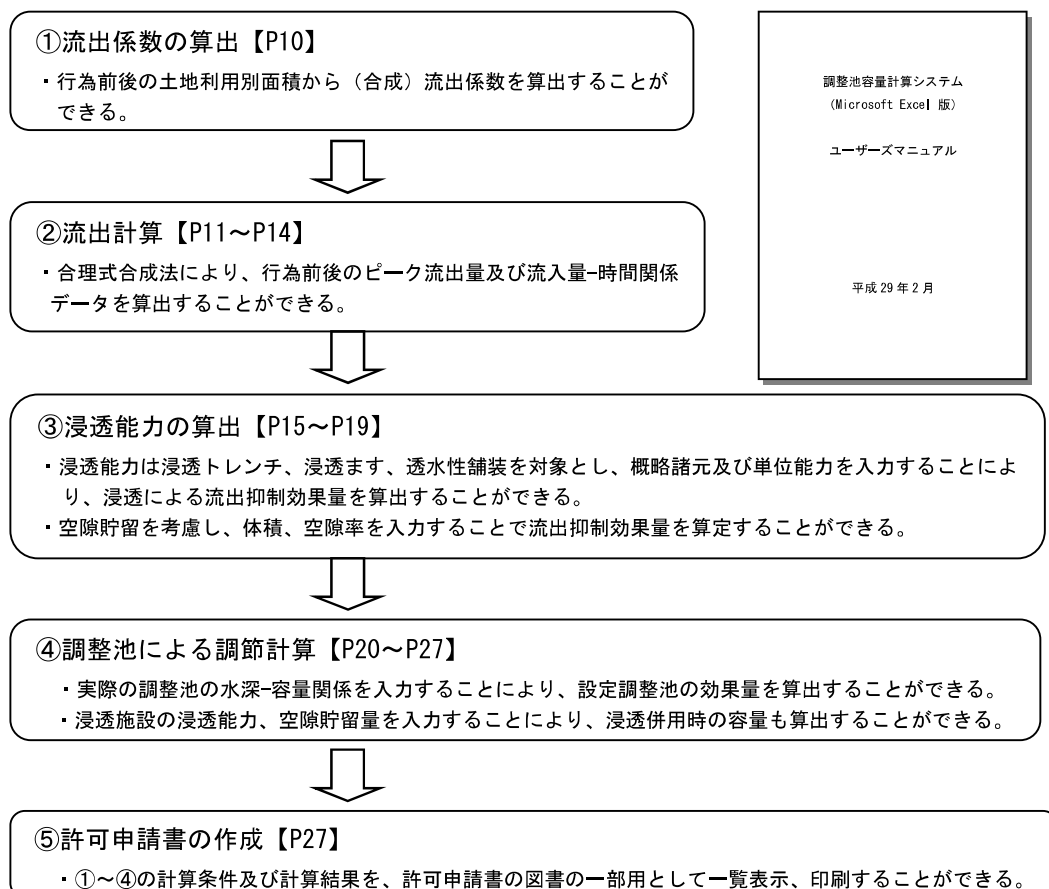 ①流出係数の算出【P10】
・行為前後の土地利用別面積から（合成）流出係数を算出することが
できる。
調整池容量計算システム
（Microsoft Excel 版）
ユーザーズマニュアル
平成 29 年 2 月
②流出計算【P11～P14】
・合理式合成法により、行為前後のピーク流出量及び流入量-時間関係
データを算出することができる。
③浸透能力の算出【P15～P19】
・浸透能力は浸透トレンチ、浸透ます、透水性舗装を対象とし、概略諸元及び単位能力を入力することによ
り、浸透による流出抑制効果量を算出することができる。
・空隙貯留を考慮し、体積、空隙率を入力することで流出抑制効果量を算定することができる。
④調整池による調節計算【P20～P27】
・実際の調整池の水深-容量関係を入力することにより、設定調整池の効果量を算出することができる。
・浸透施設の浸透能力、空隙貯留量を入力することにより、浸透併用時の容量も算出することができる。
⑤許可申請書の作成【P27】
・①～④の計算条件及び計算結果を、許可申請書の図書の一部用として一覧表示、印刷することができる。